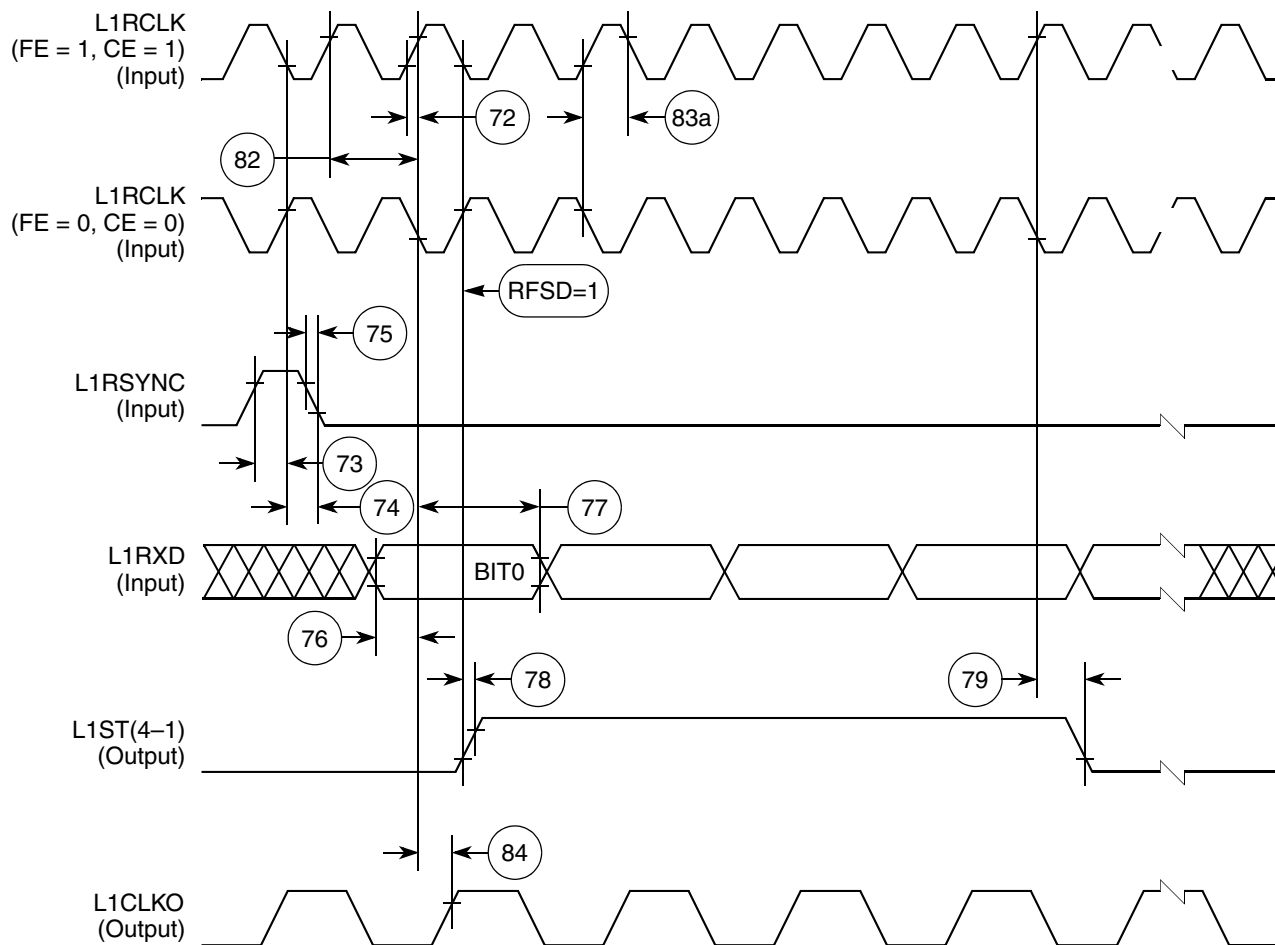 L1RCLK
(FE = 1, CE = 1)
(Input)
72
83a
82
L1RCLK
(FE = 0, CE = 0)
(Input)
RFSD=1
75
L1RSYNC
(Input)
73
74
77
L1RXD
(Input)
BIT0
76
78
79
L1ST(4–1)
(Output)
84
L1CLKO
(Output)